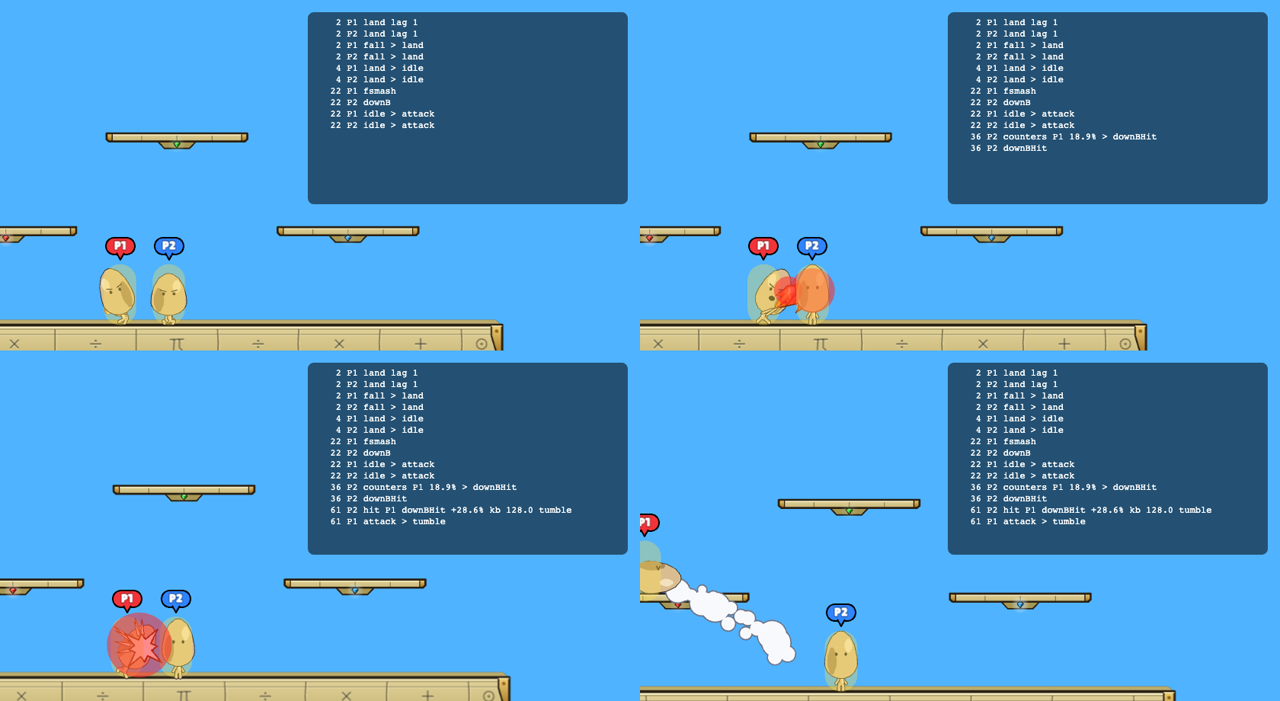 2 P1 land lag 1
2 P2 land lag 1
2 P1 fall > land
2 P2 fall > land
4 P1 land > idle
4 P2 land > idle
22 P1 fsmash
22 P2 downB
22 P1 idle > attack
22 P2 idle > attack
P1 P2
× ÷ π ÷ × +
2 P1 land lag 1
2 P2 land lag 1
2 P1 fall > land
2 P2 fall > land
4 P1 land > idle
4 P2 land > idle
22 P1 fsmash
22 P2 downB
22 P1 idle > attack
22 P2 idle > attack
36 P2 counters P1 18.9% > downBHit
36 P2 downBHit
P1 P2
× ÷ π ÷ × +
2 P1 land lag 1
2 P2 land lag 1
2 P1 fall > land
2 P2 fall > land
4 P1 land > idle
4 P2 land > idle
22 P1 fsmash
22 P2 downB
22 P1 idle > attack
22 P2 idle > attack
36 P2 counters P1 18.9% > downBHit
36 P2 downBHit
61 P2 hit P1 downBHit +28.6% kb 128.0 tumble
61 P1 attack > tumble
P1 P2
× ÷ π ÷ × +
2 P1 land lag 1
2 P2 land lag 1
2 P1 fall > land
2 P2 fall > land
4 P1 land > idle
4 P2 land > idle
22 P1 fsmash
22 P2 downB
22 P1 idle > attack
22 P2 idle > attack
36 P2 counters P1 18.9% > downBHit
36 P2 downBHit
61 P2 hit P1 downBHit +28.6% kb 128.0 tumble
61 P1 attack > tumble
P1
P2